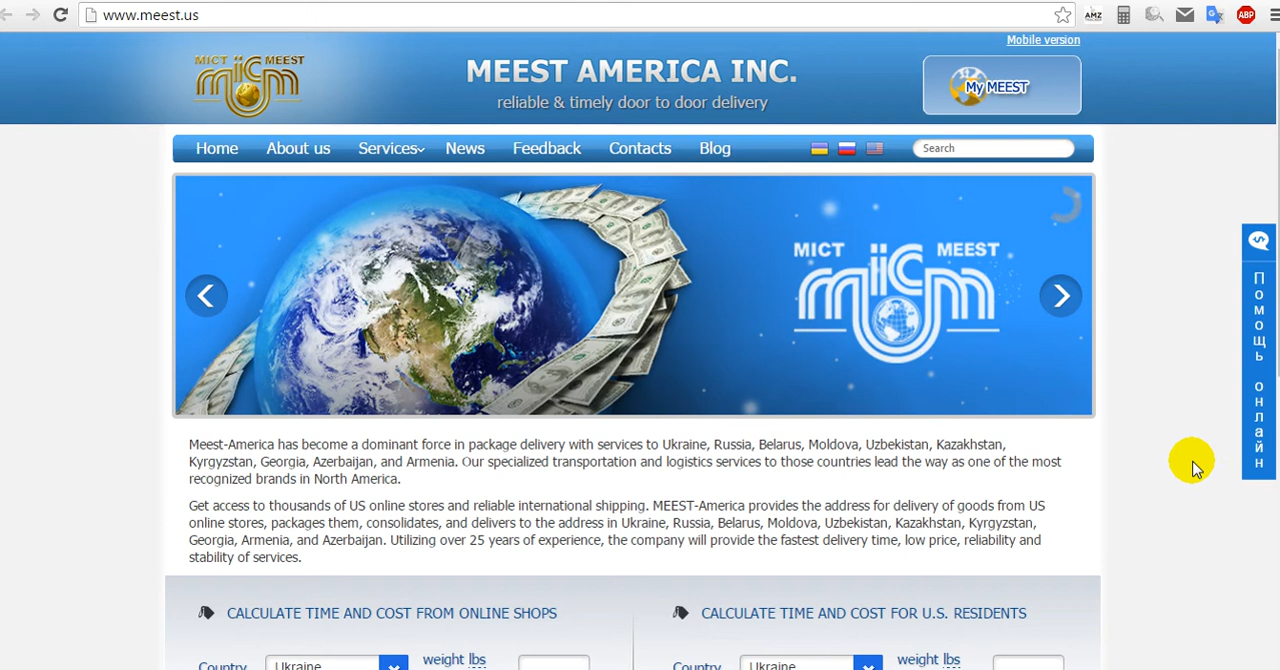 www.meest.us
AMZ
ABP
Mobile version
МІСТ MEEST
MEEST AMERICA INC.
reliable & timely door to door delivery
My MEEST
Home About us Services News Feedback Contacts Blog Search
МІСТ MEEST
Помощь онлайн
Meest-America has become a dominant force in package delivery with services to Ukraine, Russia, Belarus, Moldova, Uzbekistan, Kazakhstan,
Kyrgyzstan, Georgia, Azerbaijan, and Armenia. Our specialized transportation and logistics services to those countries lead the way as one of the most
recognized brands in North America.
Get access to thousands of US online stores and reliable international shipping. MEEST-America provides the address for delivery of goods from US
online stores, packages them, consolidates, and delivers to the address in Ukraine, Russia, Belarus, Moldova, Uzbekistan, Kazakhstan, Kyrgyzstan,
Georgia, Armenia, and Azerbaijan. Utilizing over 25 years of experience, the company will provide the fastest delivery time, low price, reliability and
stability of services.
CALCULATE TIME AND COST FROM ONLINE SHOPS
CALCULATE TIME AND COST FOR U.S. RESIDENTS
Country Ukraine weight lbs
Country Ukraine weight lbs